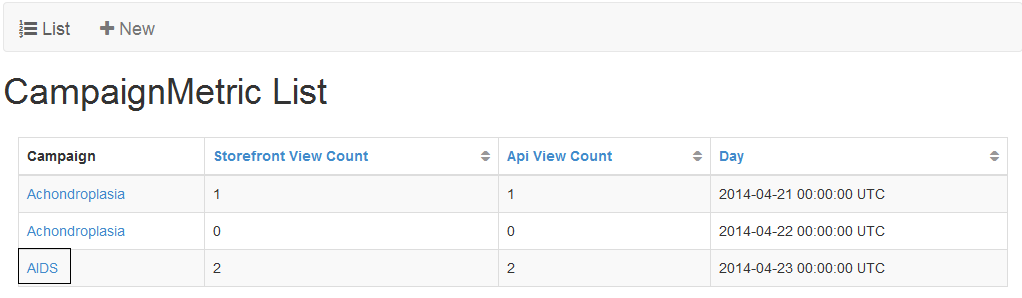 List New
CampaignMetric List
Campaign Storefront View Count Api View Count Day
Achondroplasia 1 1 2014-04-21 00:00:00 UTC
Achondroplasia 0 0 2014-04-22 00:00:00 UTC
AIDS 2 2 2014-04-23 00:00:00 UTC